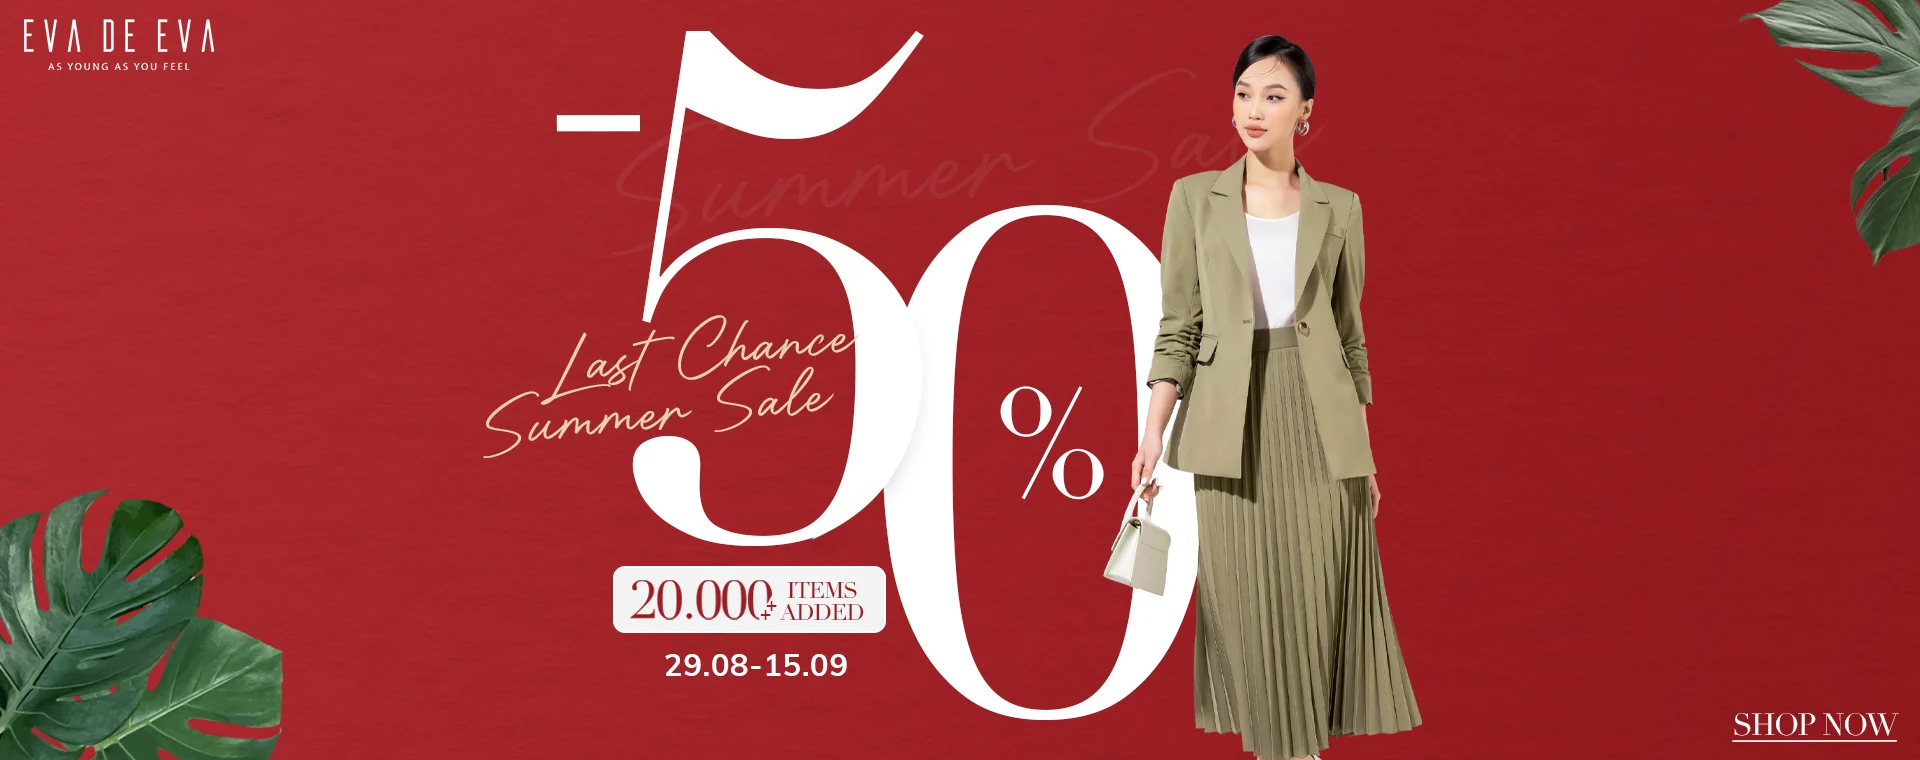 EVA DE EVA
AS YOUNG AS YOU FEEL
-50%
Summer Sale
Last Chance
Summer Sale
20.000++ ITEMS
ADDED
29.08-15.09
SHOP NOW